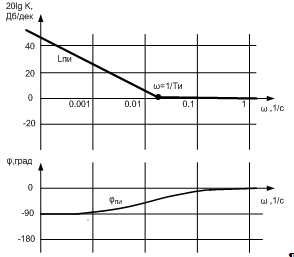 20lg K,
Дб/дек
40
Lпи
20
ω=1/Tи
0
0.001
0.01
0.1
1
ω ,1/с
-20
φ,град
0
φпи
ω ,1/с
-90
-180